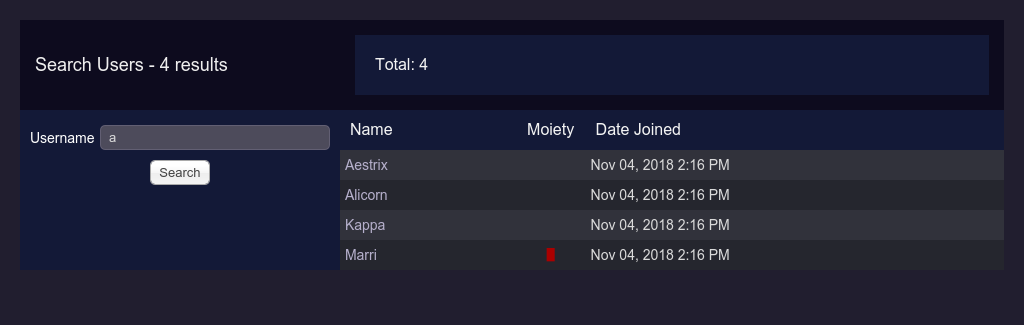 Search Users - 4 results
Total: 4
Username a
Search
Name Moiety Date Joined
Aestrix Nov 04, 2018 2:16 PM
Alicorn Nov 04, 2018 2:16 PM
Kappa Nov 04, 2018 2:16 PM
Marri Nov 04, 2018 2:16 PM